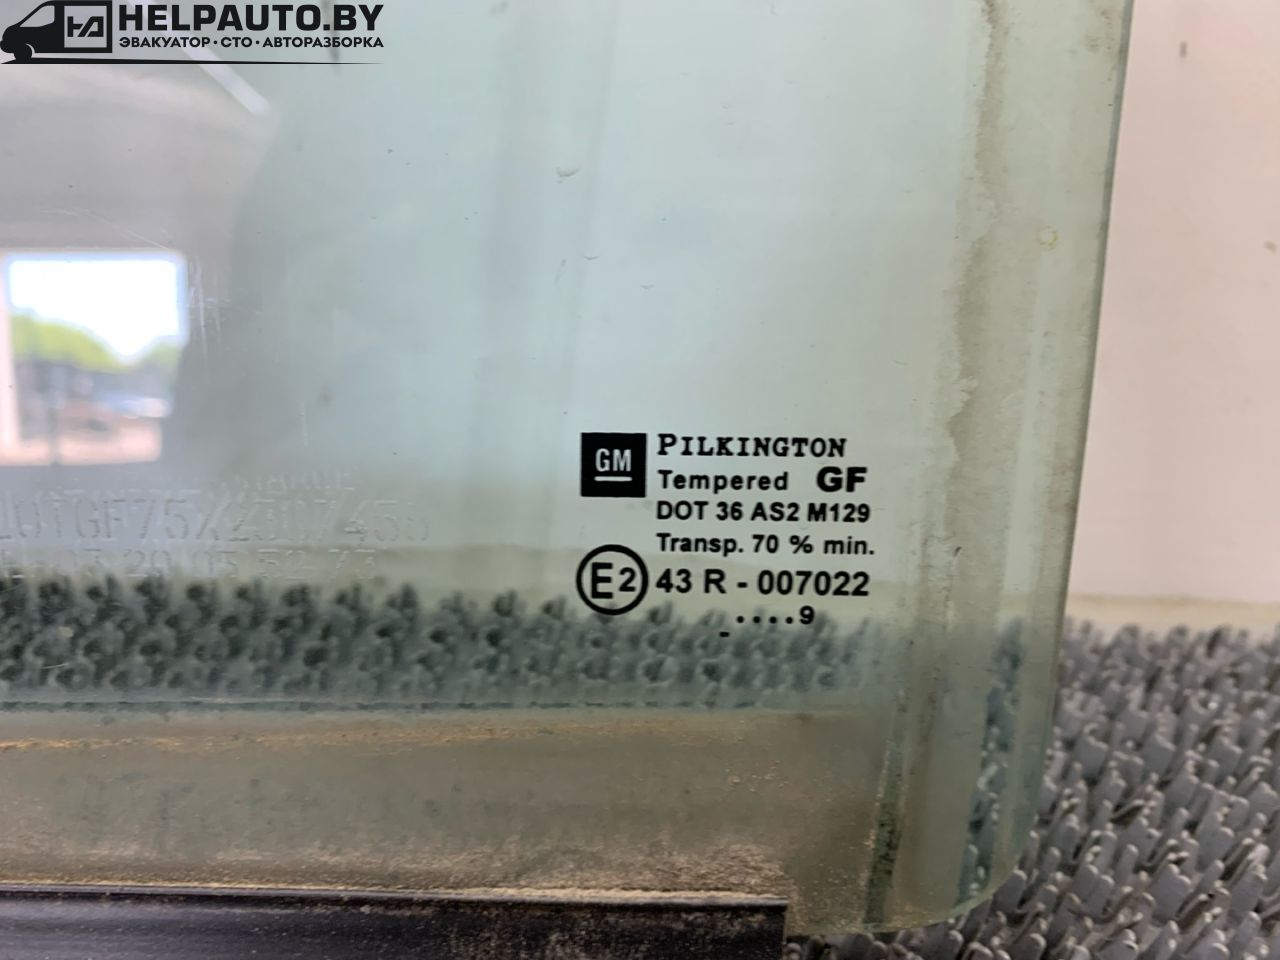 HELPAUTO.BY
ЭВАКУАТОР·СТО·АВТОРАЗБОРКА
GM
PILKINGTON
Tempered GF
DOT 36 AS2 M129
Transp. 70 % min.
E2 43 R - 007022
. . . . 9
-